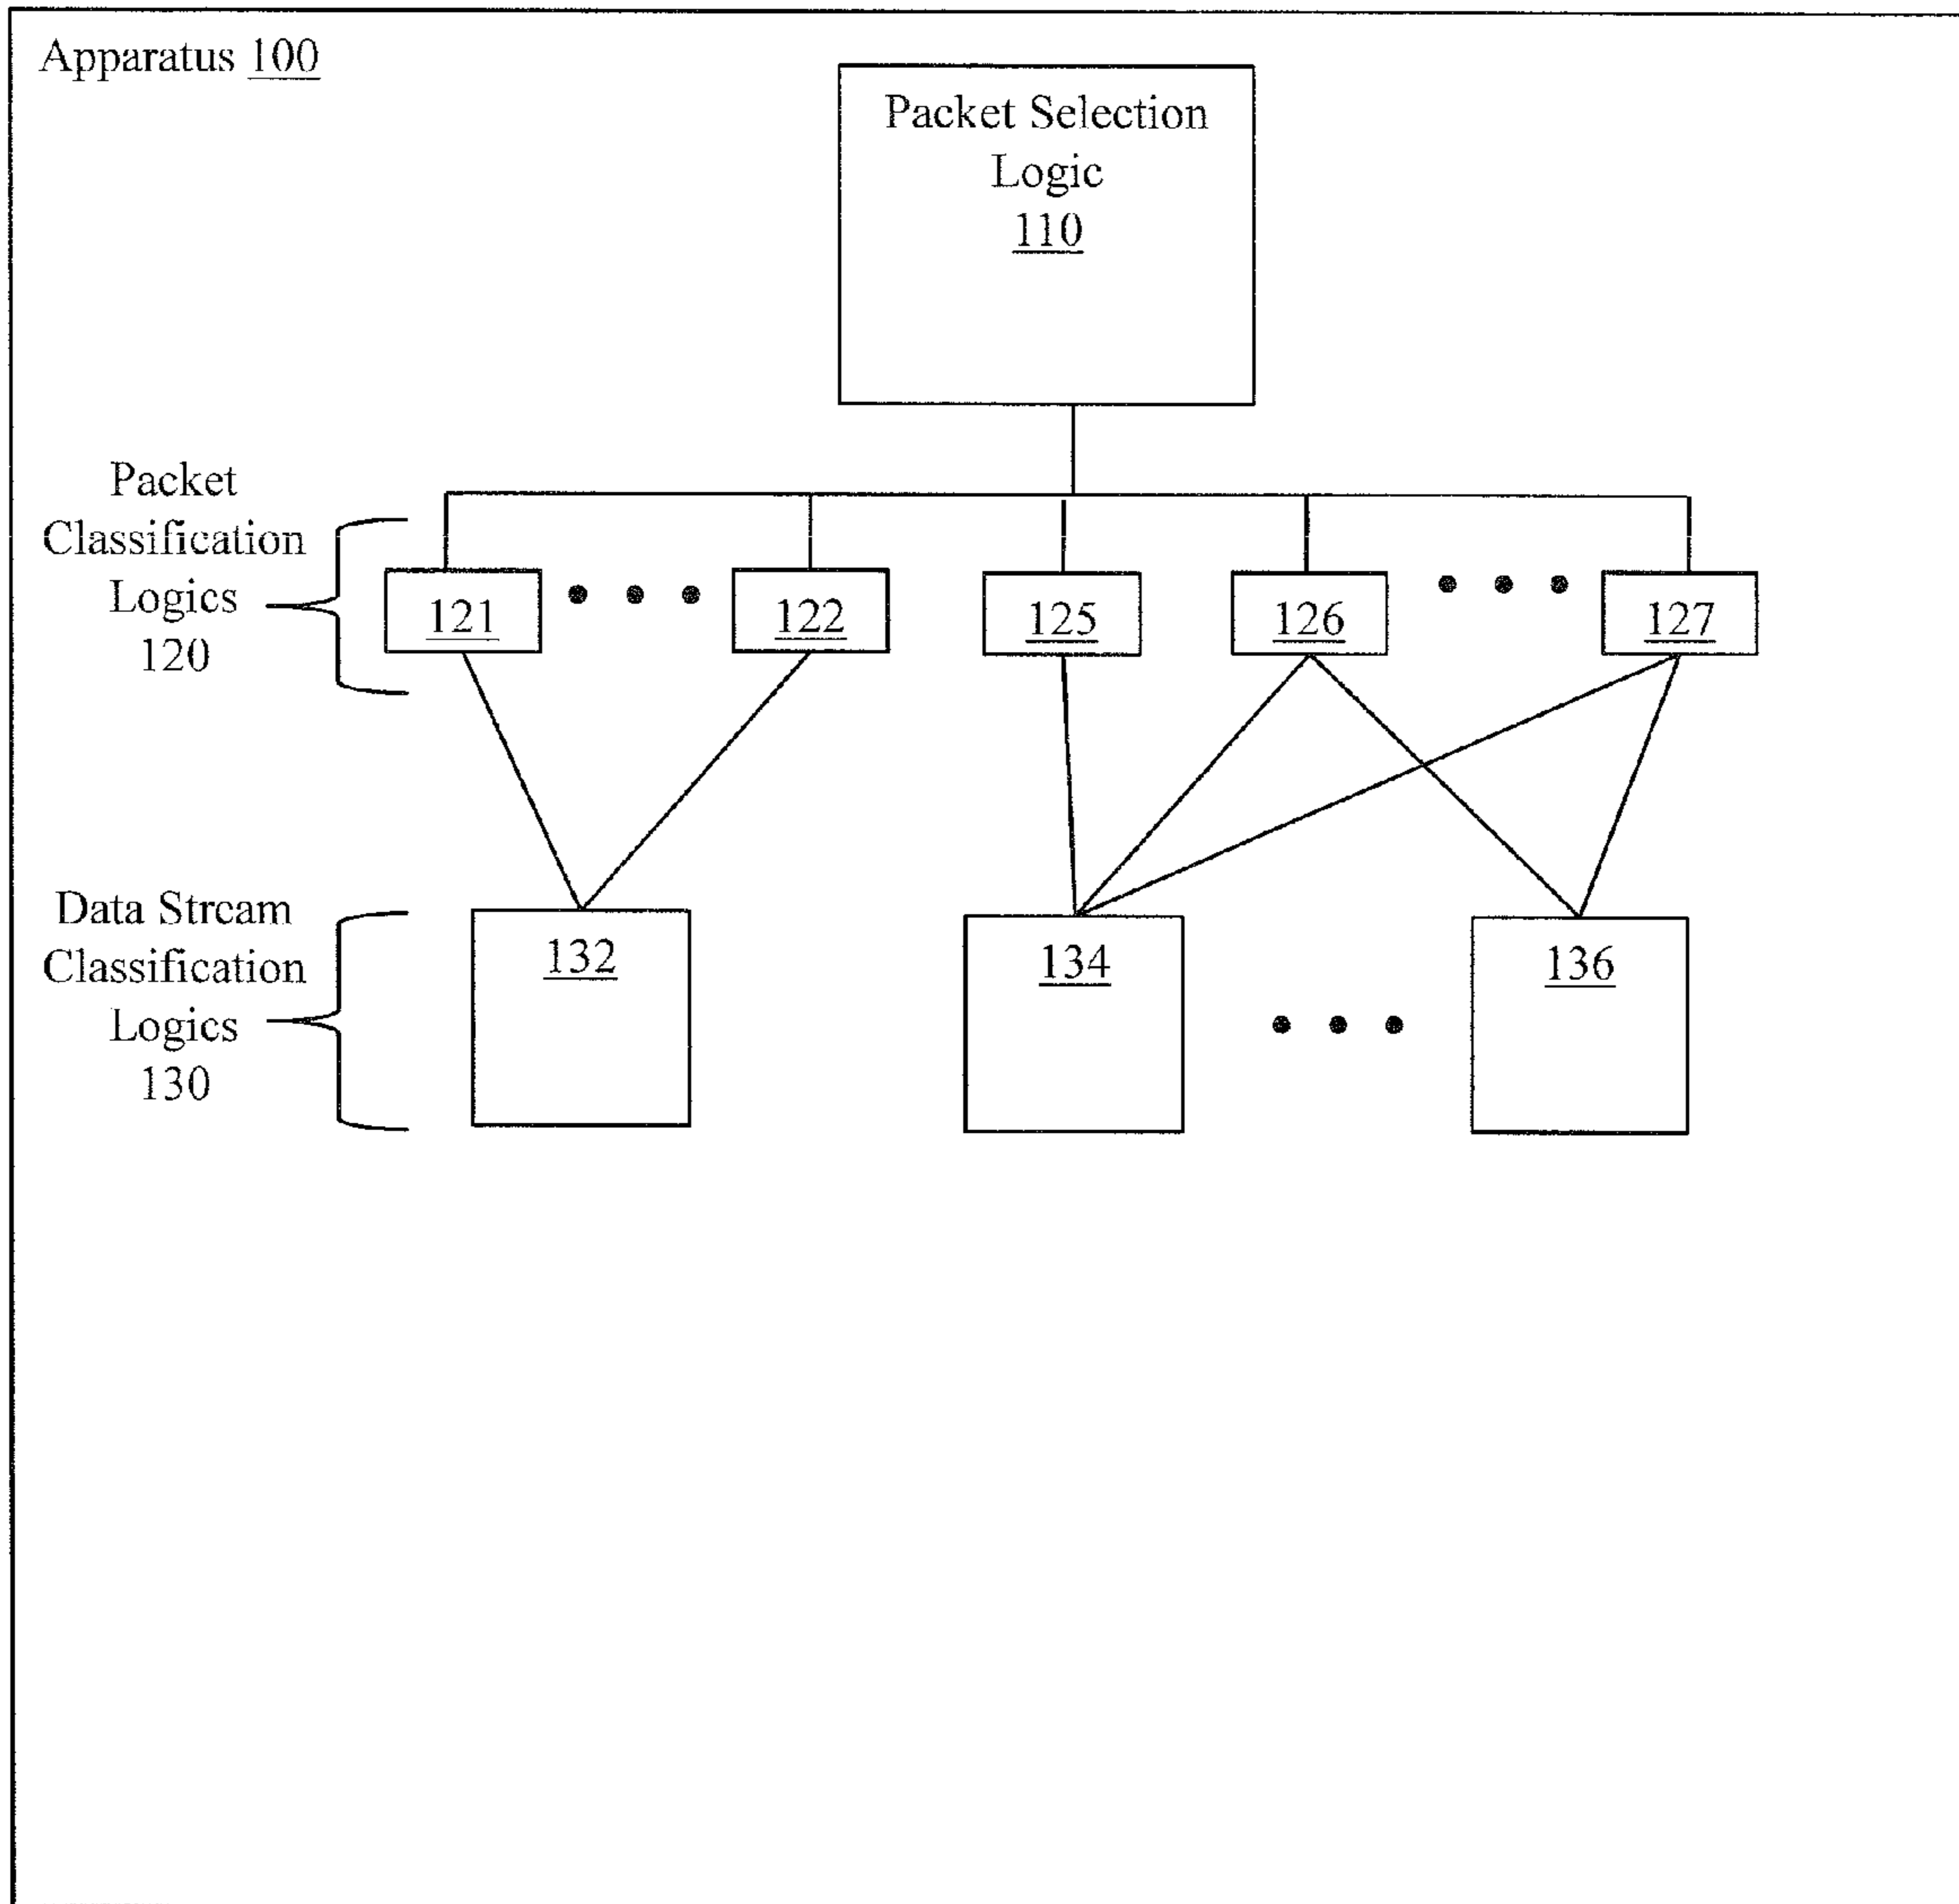 Apparatus 100
Packet Selection
Logic
110
Packet
Classification
Logics
120
121
122
125
126
127
Data Stream
Classification
Logics
130
132
134
136